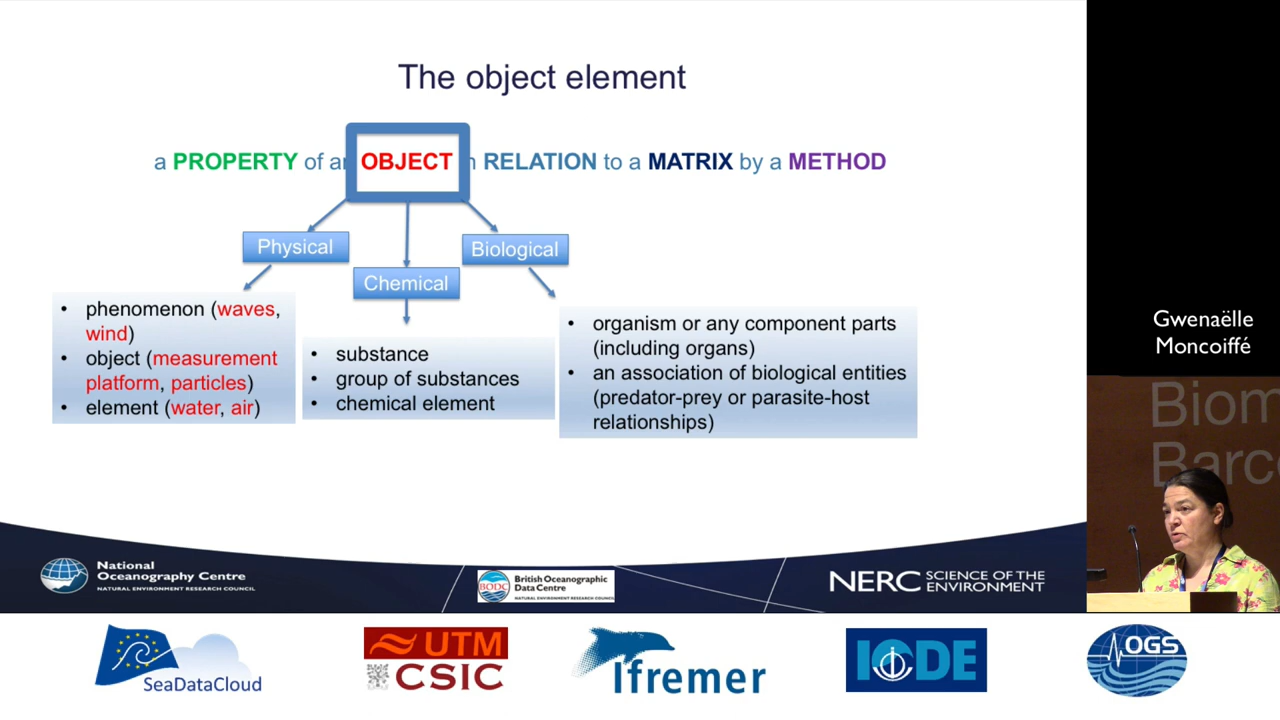 The object element
a PROPERTY of a OBJECT n RELATION to a MATRIX by a METHOD
Physical
Biological
Chemical
• phenomenon (waves,
wind)
• object (measurement
platform, particles)
• element (water, air)
• substance
• group of substances
• chemical element
• organism or any component parts
(including organs)
• an association of biological entities
(predator-prey or parasite-host
relationships)
Gwenaëlle
Moncoiffé
Biom
Barc
National
Oceanography Centre
NATURAL ENVIRONMENT RESEARCH COUNCIL
BODC
British Oceanographic
Data Centre
NATURAL ENVIRONMENT RESEARCH COUNCIL
NERC SCIENCE OF THE
ENVIRONMENT
SeaDataCloud
UTM
CSIC
Ifremer
IODE
OGS